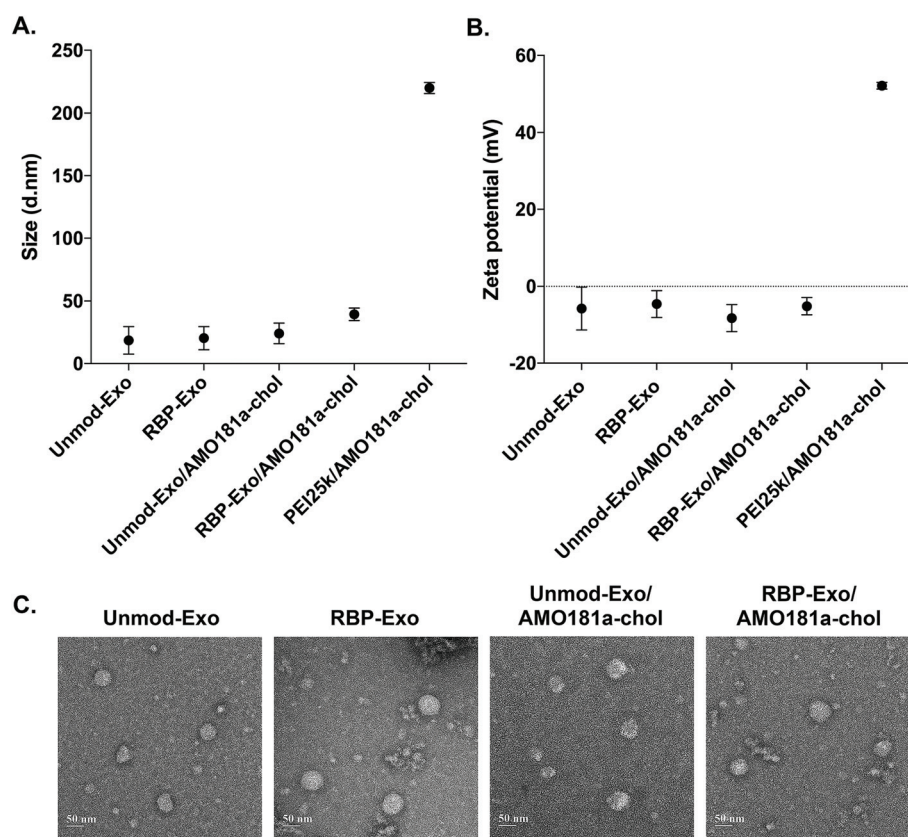 A.
250
200
150
100
50
0
Size (d.nm)
Unmod-Exo
RBP-Exo
Unmod-Exo/AMO181a-chol
RBP-Exo/AMO181a-chol
PEI25k/AMO181a-chol
B.
60
40
20
0
-20
Zeta potential (mV)
Unmod-Exo
RBP-Exo
Unmod-Exo/AMO181a-chol
RBP-Exo/AMO181a-chol
PEI25k/AMO181a-chol
C.
Unmod-Exo
RBP-Exo
Unmod-Exo/
AMO181a-chol
RBP-Exo/
AMO181a-chol
50 nm
50 nm
50 nm
50 nm